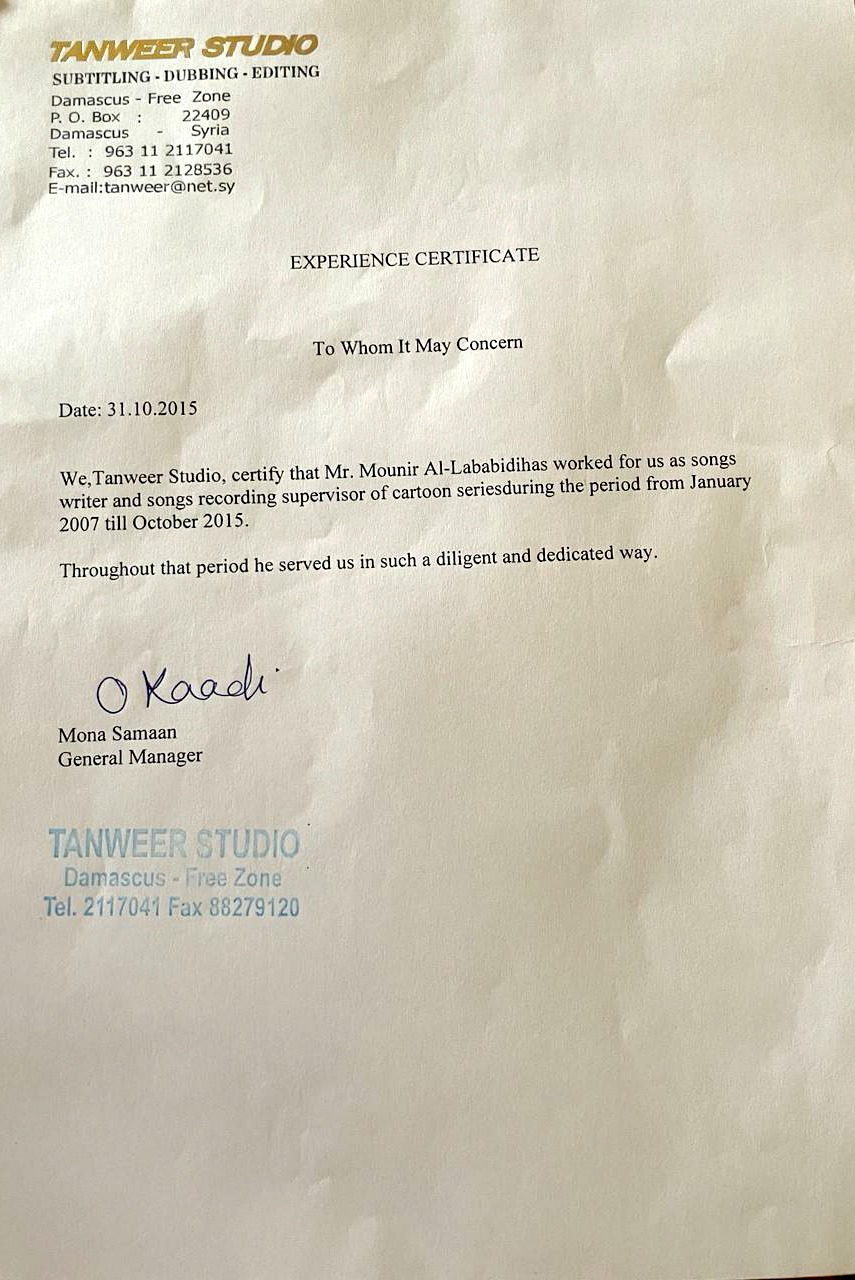 TANWEER STUDIO
SUBTITLING - DUBBING - EDITING
Damascus - Free Zone
P. O. Box : 22409
Damascus - Syria
Tel. : 963 11 2117041
Fax. : 963 11 2128536
E-mail:tanweer@net.sy
EXPERIENCE CERTIFICATE
To Whom It May Concern
Date: 31.10.2015
We,Tanweer Studio, certify that Mr. Mounir Al-Lababidihas worked for us as songs
writer and songs recording supervisor of cartoon seriesduring the period from January
2007 till October 2015.
Throughout that period he served us in such a diligent and dedicated way.
O Kaadi
Mona Samaan
General Manager
TANWEER STUDIO
Damascus - Free Zone
Tel. 2117041 Fax 88279120